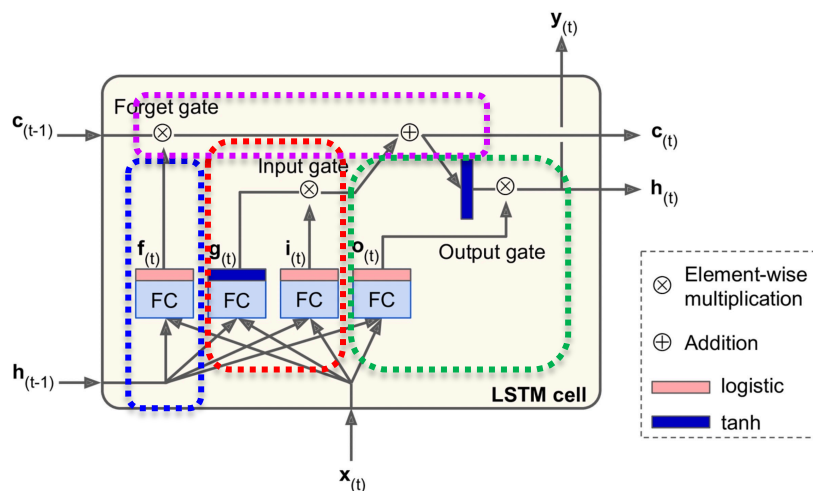 y(t)
Forget gate
c(t-1)
c(t)
Input gate
h(t)
f(t)
g(t)
i(t)
o(t)
Output gate
FC
FC
FC
FC
h(t-1)
LSTM cell
x(t)
Element-wise
multiplication
Addition
logistic
tanh